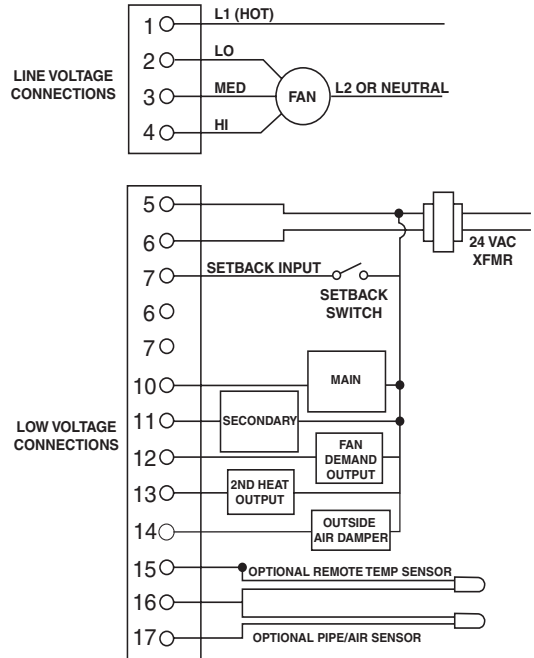 1
L1 (HOT)
2
LO
LINE VOLTAGE
CONNECTIONS
3
MED
FAN
L2 OR NEUTRAL
4
HI
5
6
24 VAC
XFMR
7
SETBACK INPUT
SETBACK
SWITCH
6
7
10
MAIN
11
SECONDARY
LOW VOLTAGE
CONNECTIONS
12
FAN
DEMAND
OUTPUT
13
2ND HEAT
OUTPUT
14
OUTSIDE
AIR DAMPER
15
OPTIONAL REMOTE TEMP SENSOR
16
17
OPTIONAL PIPE/AIR SENSOR